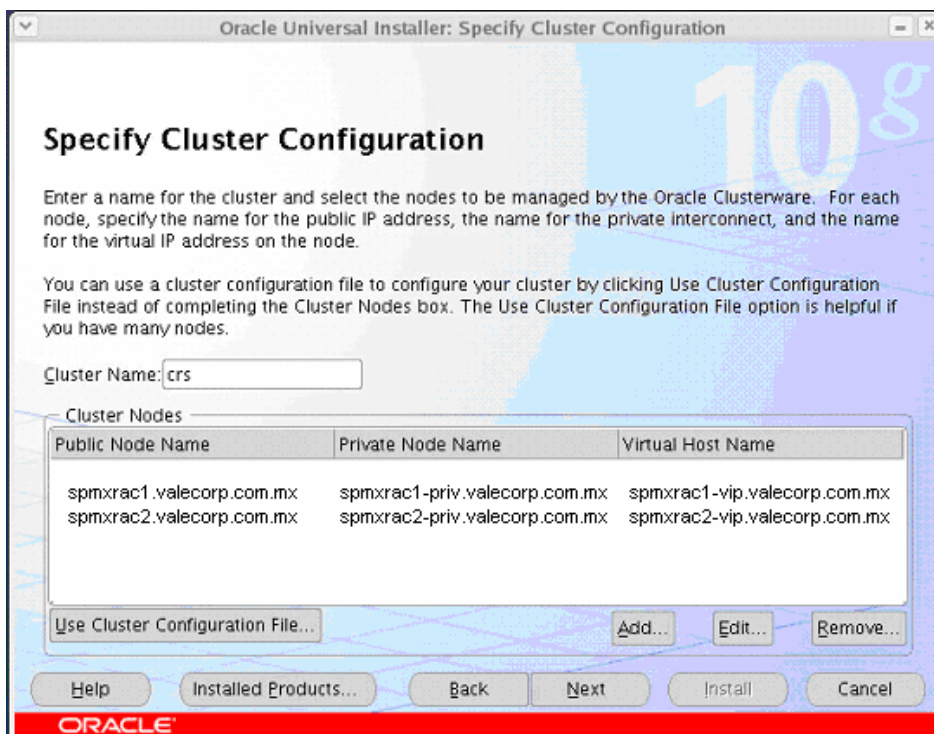 Oracle Universal Installer: Specify Cluster Configuration
10g
Specify Cluster Configuration
Enter a name for the cluster and select the nodes to be managed by the Oracle Clusterware. For each
node, specify the name for the public IP address, the name for the private interconnect, and the name
for the virtual IP address on the node.
You can use a cluster configuration file to configure your cluster by clicking Use Cluster Configuration
File instead of completing the Cluster Nodes box. The Use Cluster Configuration File option is helpful if
you have many nodes.
Cluster Name: crs
Cluster Nodes
Public Node Name Private Node Name Virtual Host Name
spmxrac1.valecorp.com.mx spmxrac1-priv.valecorp.com.mx spmxrac1-vip.valecorp.com.mx
spmxrac2.valecorp.com.mx spmxrac2-priv.valecorp.com.mx spmxrac2-vip.valecorp.com.mx
Use Cluster Configuration File... Add... Edit... Remove...
Help Installed Products... Back Next Install Cancel
ORACLE